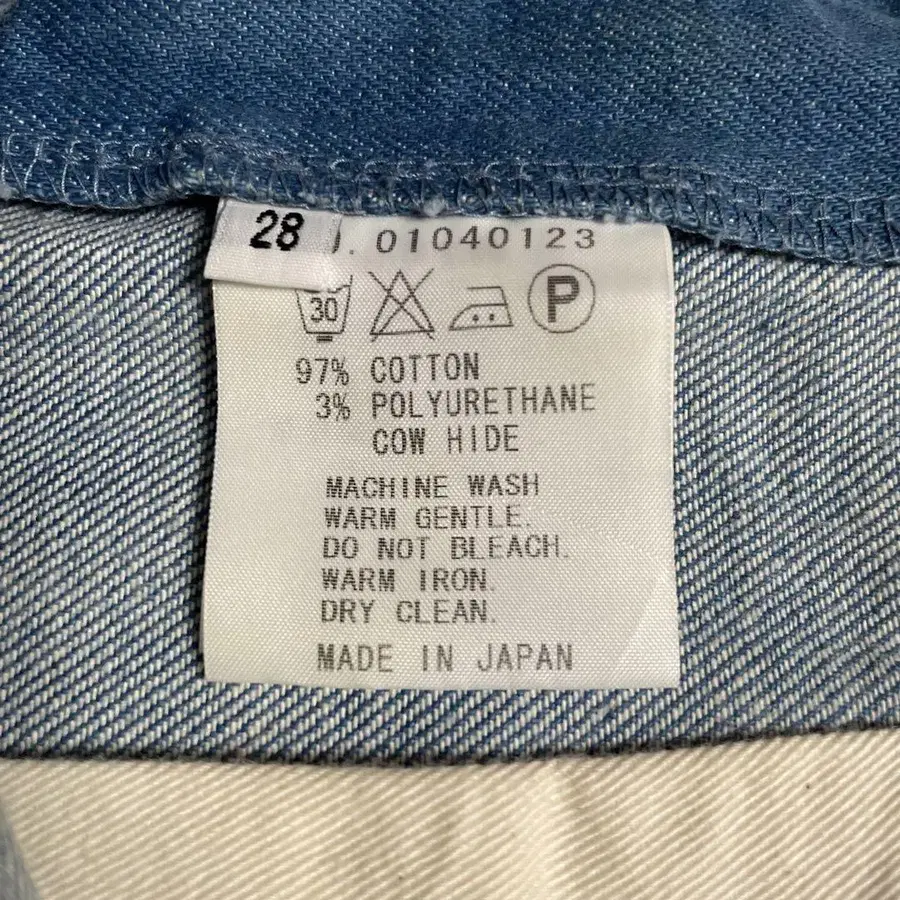 28
. 01040123
30 P
97% COTTON
3% POLYURETHANE
COW HIDE
MACHINE WASH
WARM GENTLE.
DO NOT BLEACH.
WARM IRON.
DRY CLEAN.
MADE IN JAPAN